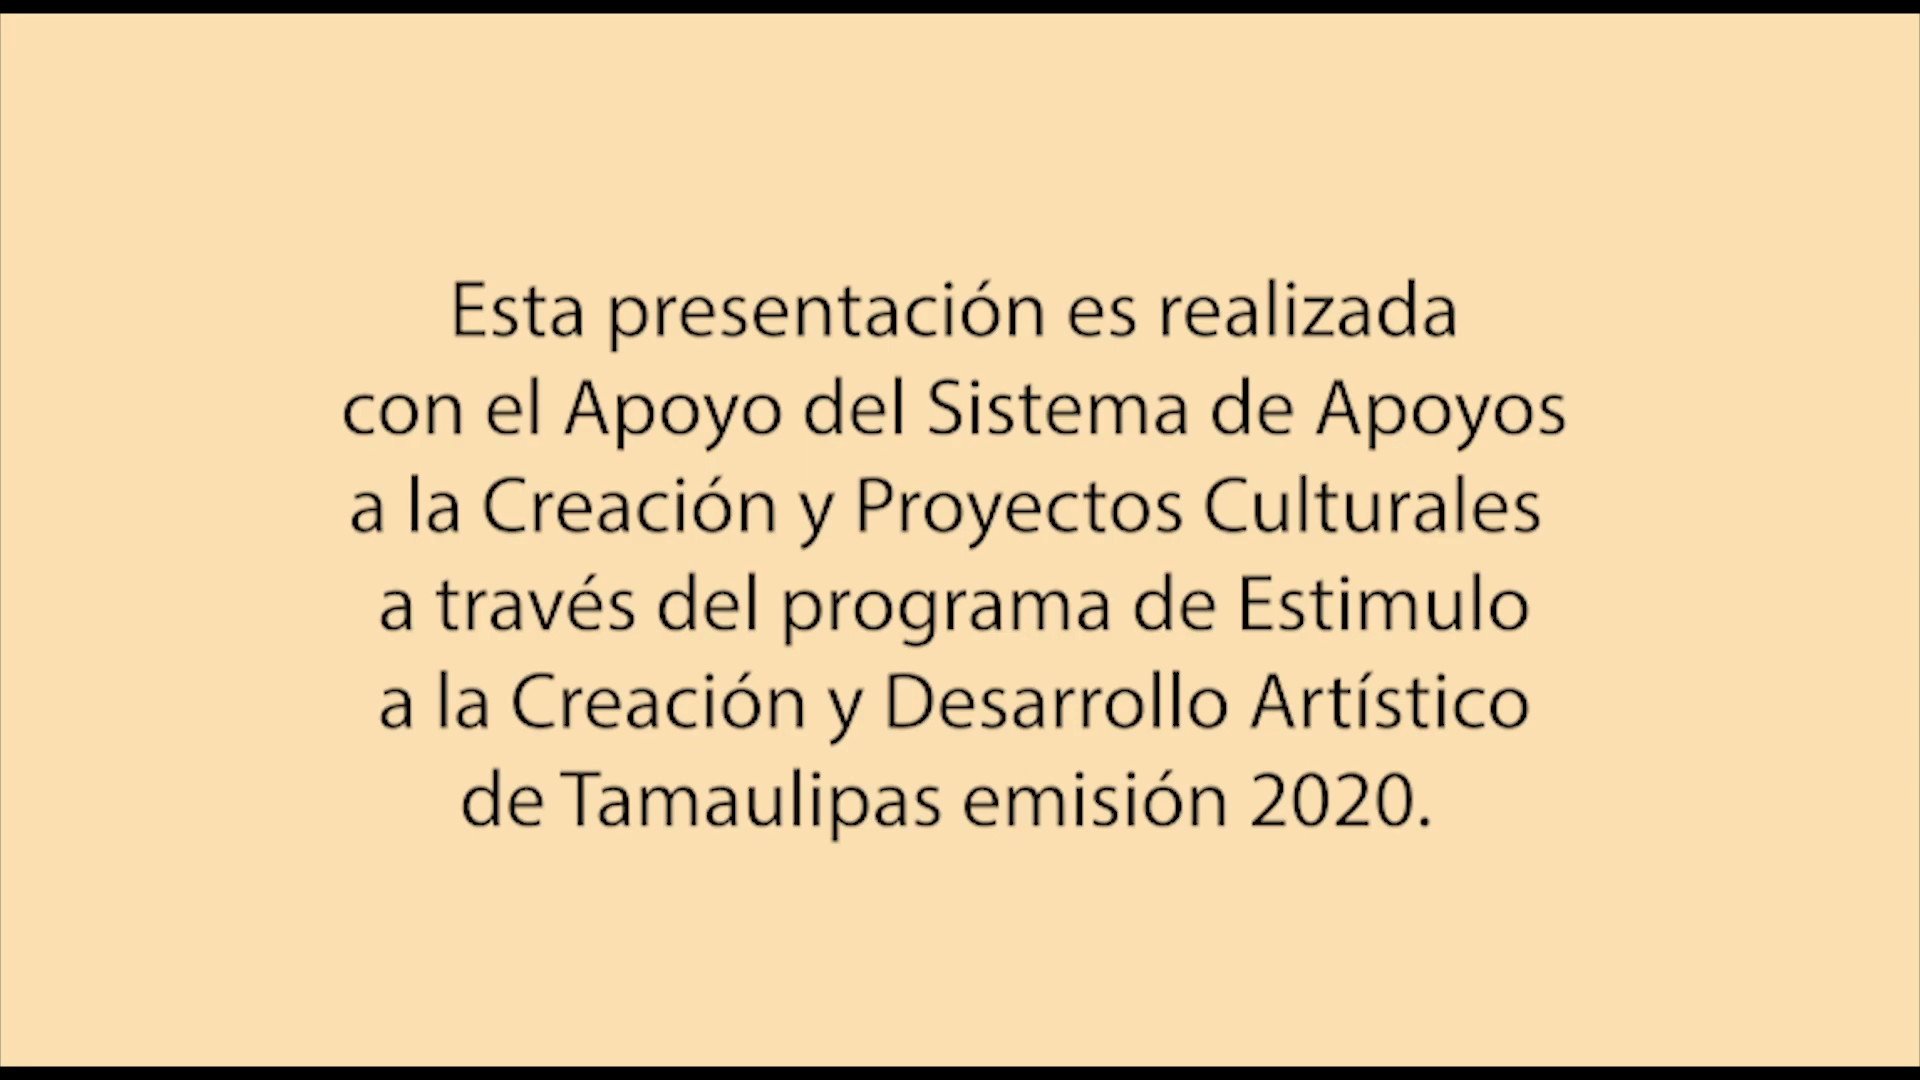 Esta presentación es realizada
con el Apoyo del Sistema de Apoyos
a la Creación y Proyectos Culturales
a través del programa de Estimulo
a la Creación y Desarrollo Artístico
de Tamaulipas emisión 2020.